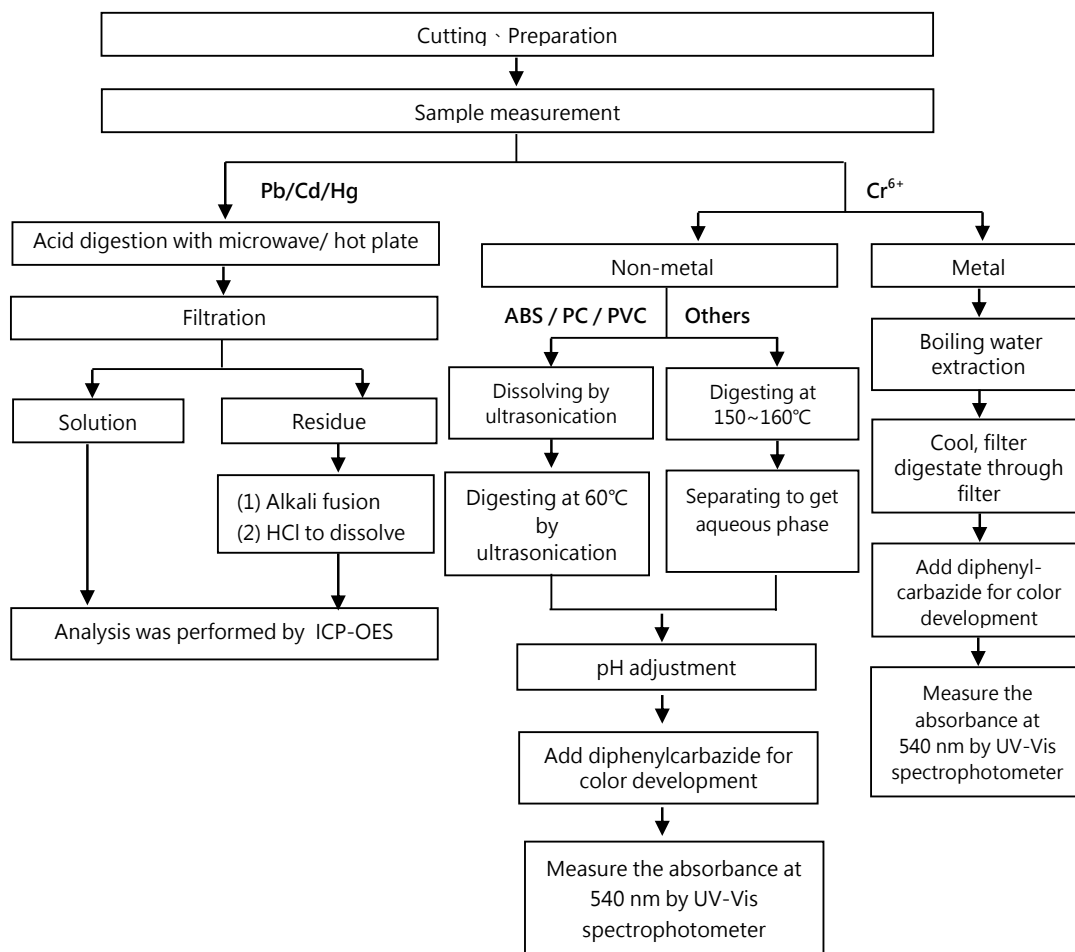 Cutting、Preparation
Sample measurement
Pb/Cd/Hg
Cr⁶⁺
Acid digestion with microwave/ hot plate
Filtration
Solution
Residue
(1) Alkali fusion
(2) HCl to dissolve
Analysis was performed by ICP-OES
Non-metal
ABS / PC / PVC
Others
Dissolving by
ultrasonication
Digesting at
150~160℃
Digesting at 60℃
by
ultrasonication
Separating to get
aqueous phase
pH adjustment
Add diphenylcarbazide for
color development
Measure the absorbance at
540 nm by UV-Vis
spectrophotometer
Metal
Boiling water
extraction
Cool, filter
digestate through
filter
Add diphenyl-
carbazide for color
development
Measure the
absorbance at
540 nm by UV-Vis
spectrophotometer